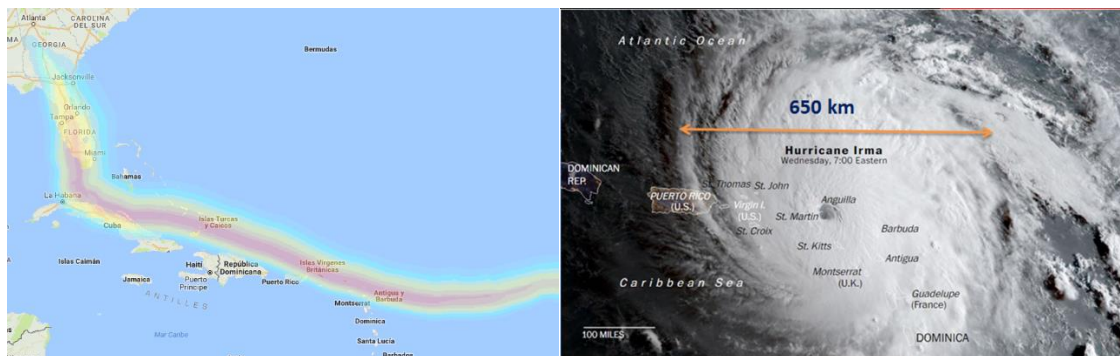 Atlanta
CAROLINA
DEL SUR
MA
GEORGIA
Bermudas
Jacksonville
Orlando
Tampa
FLORIDA
Miami
Bahamas
La Habana
Cuba
Islas Turcas
y Caicos
Islas Caimán
Haití
República
Dominicana
Puerto
Príncipe
Jamaica
Puerto Rico
Islas Vírgenes
Británicas
ANTILLES
Antigua y
Barbuda
Montserrat
Dominica
Mar Caribe
Santa Lucía
Barbados
Atlantic Ocean
650 km
Hurricane Irma
Wednesday, 7:00 Eastern
DOMINICAN
REP.
PUERTO RICO
(U.S.)
St. Thomas
St. John
Virgin I.
(U.S.)
Anguilla
St. Martin
St. Croix
Barbuda
St. Kitts
Antigua
Montserrat
(U.K.)
Caribbean Sea
Guadelupe
(France)
100 MILES
DOMINICA